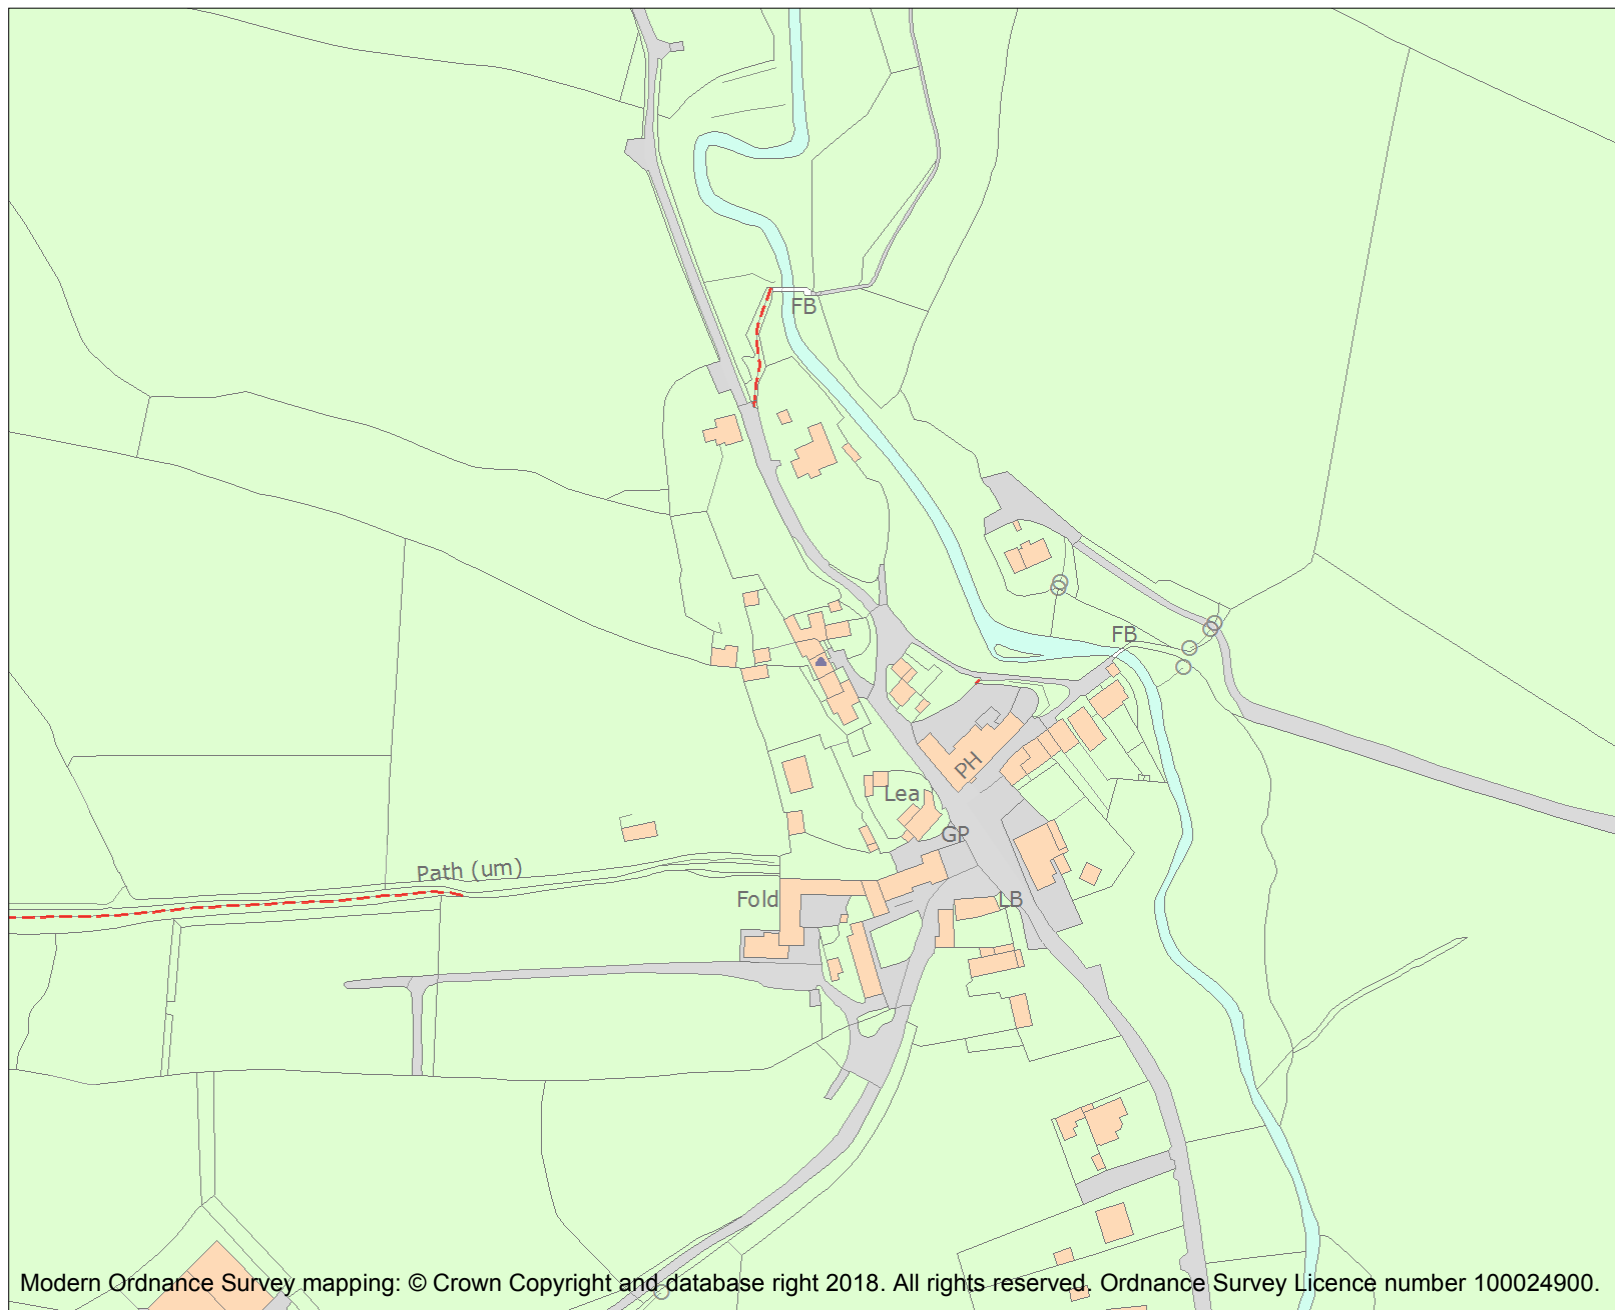 FB
FB
PH
Lea
GP
Path (um)
Fold
LB
Modern Ordnance Survey mapping: © Crown Copyright and database right 2018. All rights reserved. Ordnance Survey Licence number 100024900.